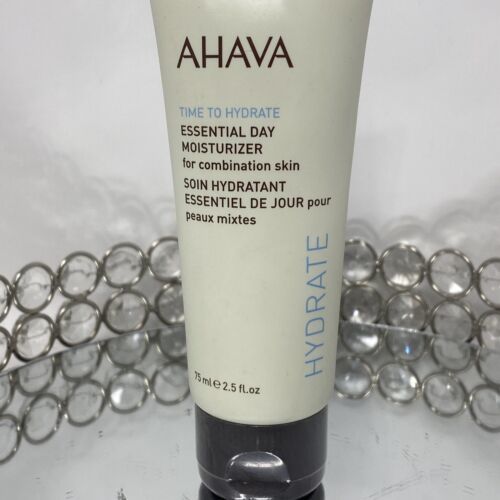 AHAVA
TIME TO HYDRATE
ESSENTIAL DAY
MOISTURIZER
for combination skin
SOIN HYDRATANT
ESSENTIEL DE JOUR pour
peaux mixtes
HYDRATE
75 ml e 2.5 fl.oz